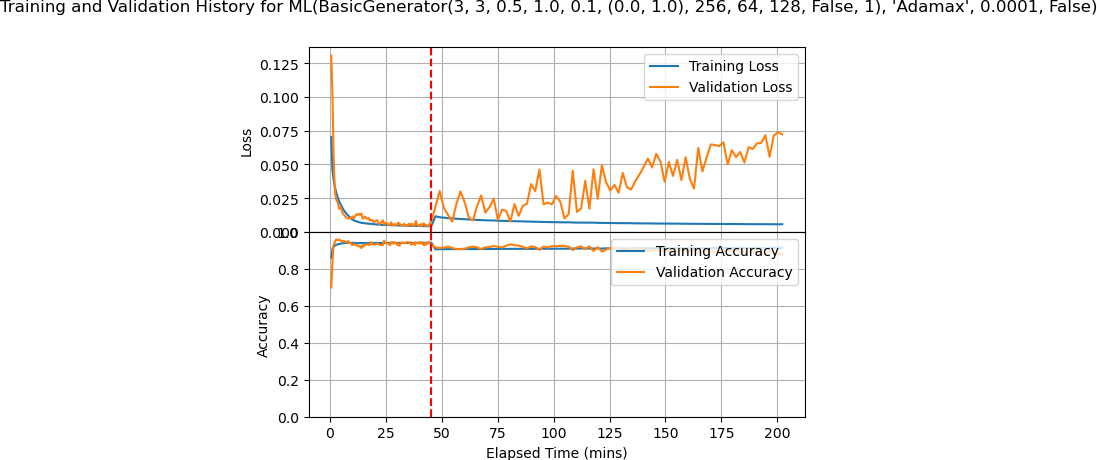 Training and Validation History for ML(BasicGenerator(3, 3, 0.5, 1.0, 0.1, (0.0, 1.0), 256, 64, 128, False, 1), 'Adamax', 0.0001, False)
Training Loss
Validation Loss
Loss
0.125
0.100
0.075
0.050
0.025
0.000
Training Accuracy
Validation Accuracy
Accuracy
1.0
0.8
0.6
0.4
0.2
0.0
0 25 50 75 100 125 150 175 200
Elapsed Time (mins)